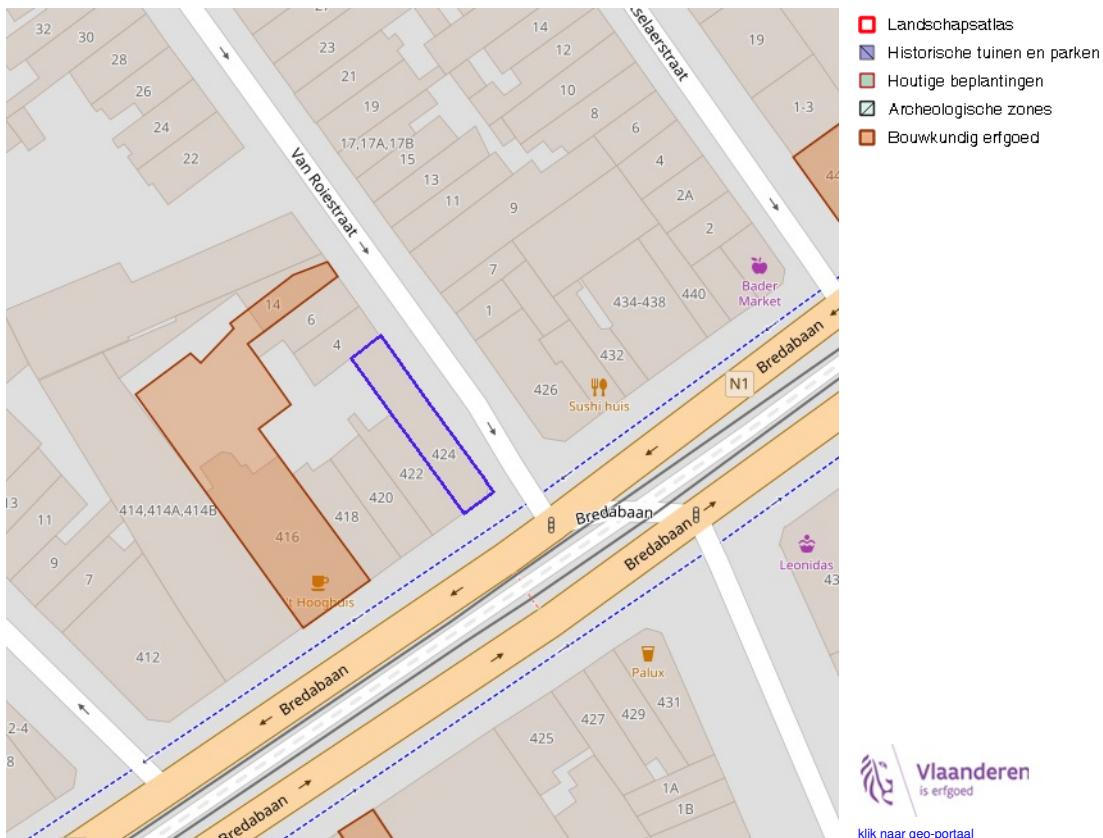 32
30
28
26
24
22
23
21
19
17,17A,17B
15
13
11
9
7
1
14
12
10
8
6
4
2A
2
19
1-3
selaerstraat
Van Roiestraat
Bader
Market
434-438
440
432
426
Sushi huis
N1
Bredabaan
14
6
4
424
422
420
418
416
414,414A,414B
't Hooghuis
412
13
11
9
7
2-4
8
Bredabaan
Bredabaan
Bredabaan
Bredabaan
Leonidas
Palux
431
429
427
425
1A
1B
Landschapsatlas
Historische tuinen en parken
Houtige beplantingen
Archeologische zones
Bouwkundig erfgoed
Vlaanderen
is erfgoed
klik naar geo-portaal